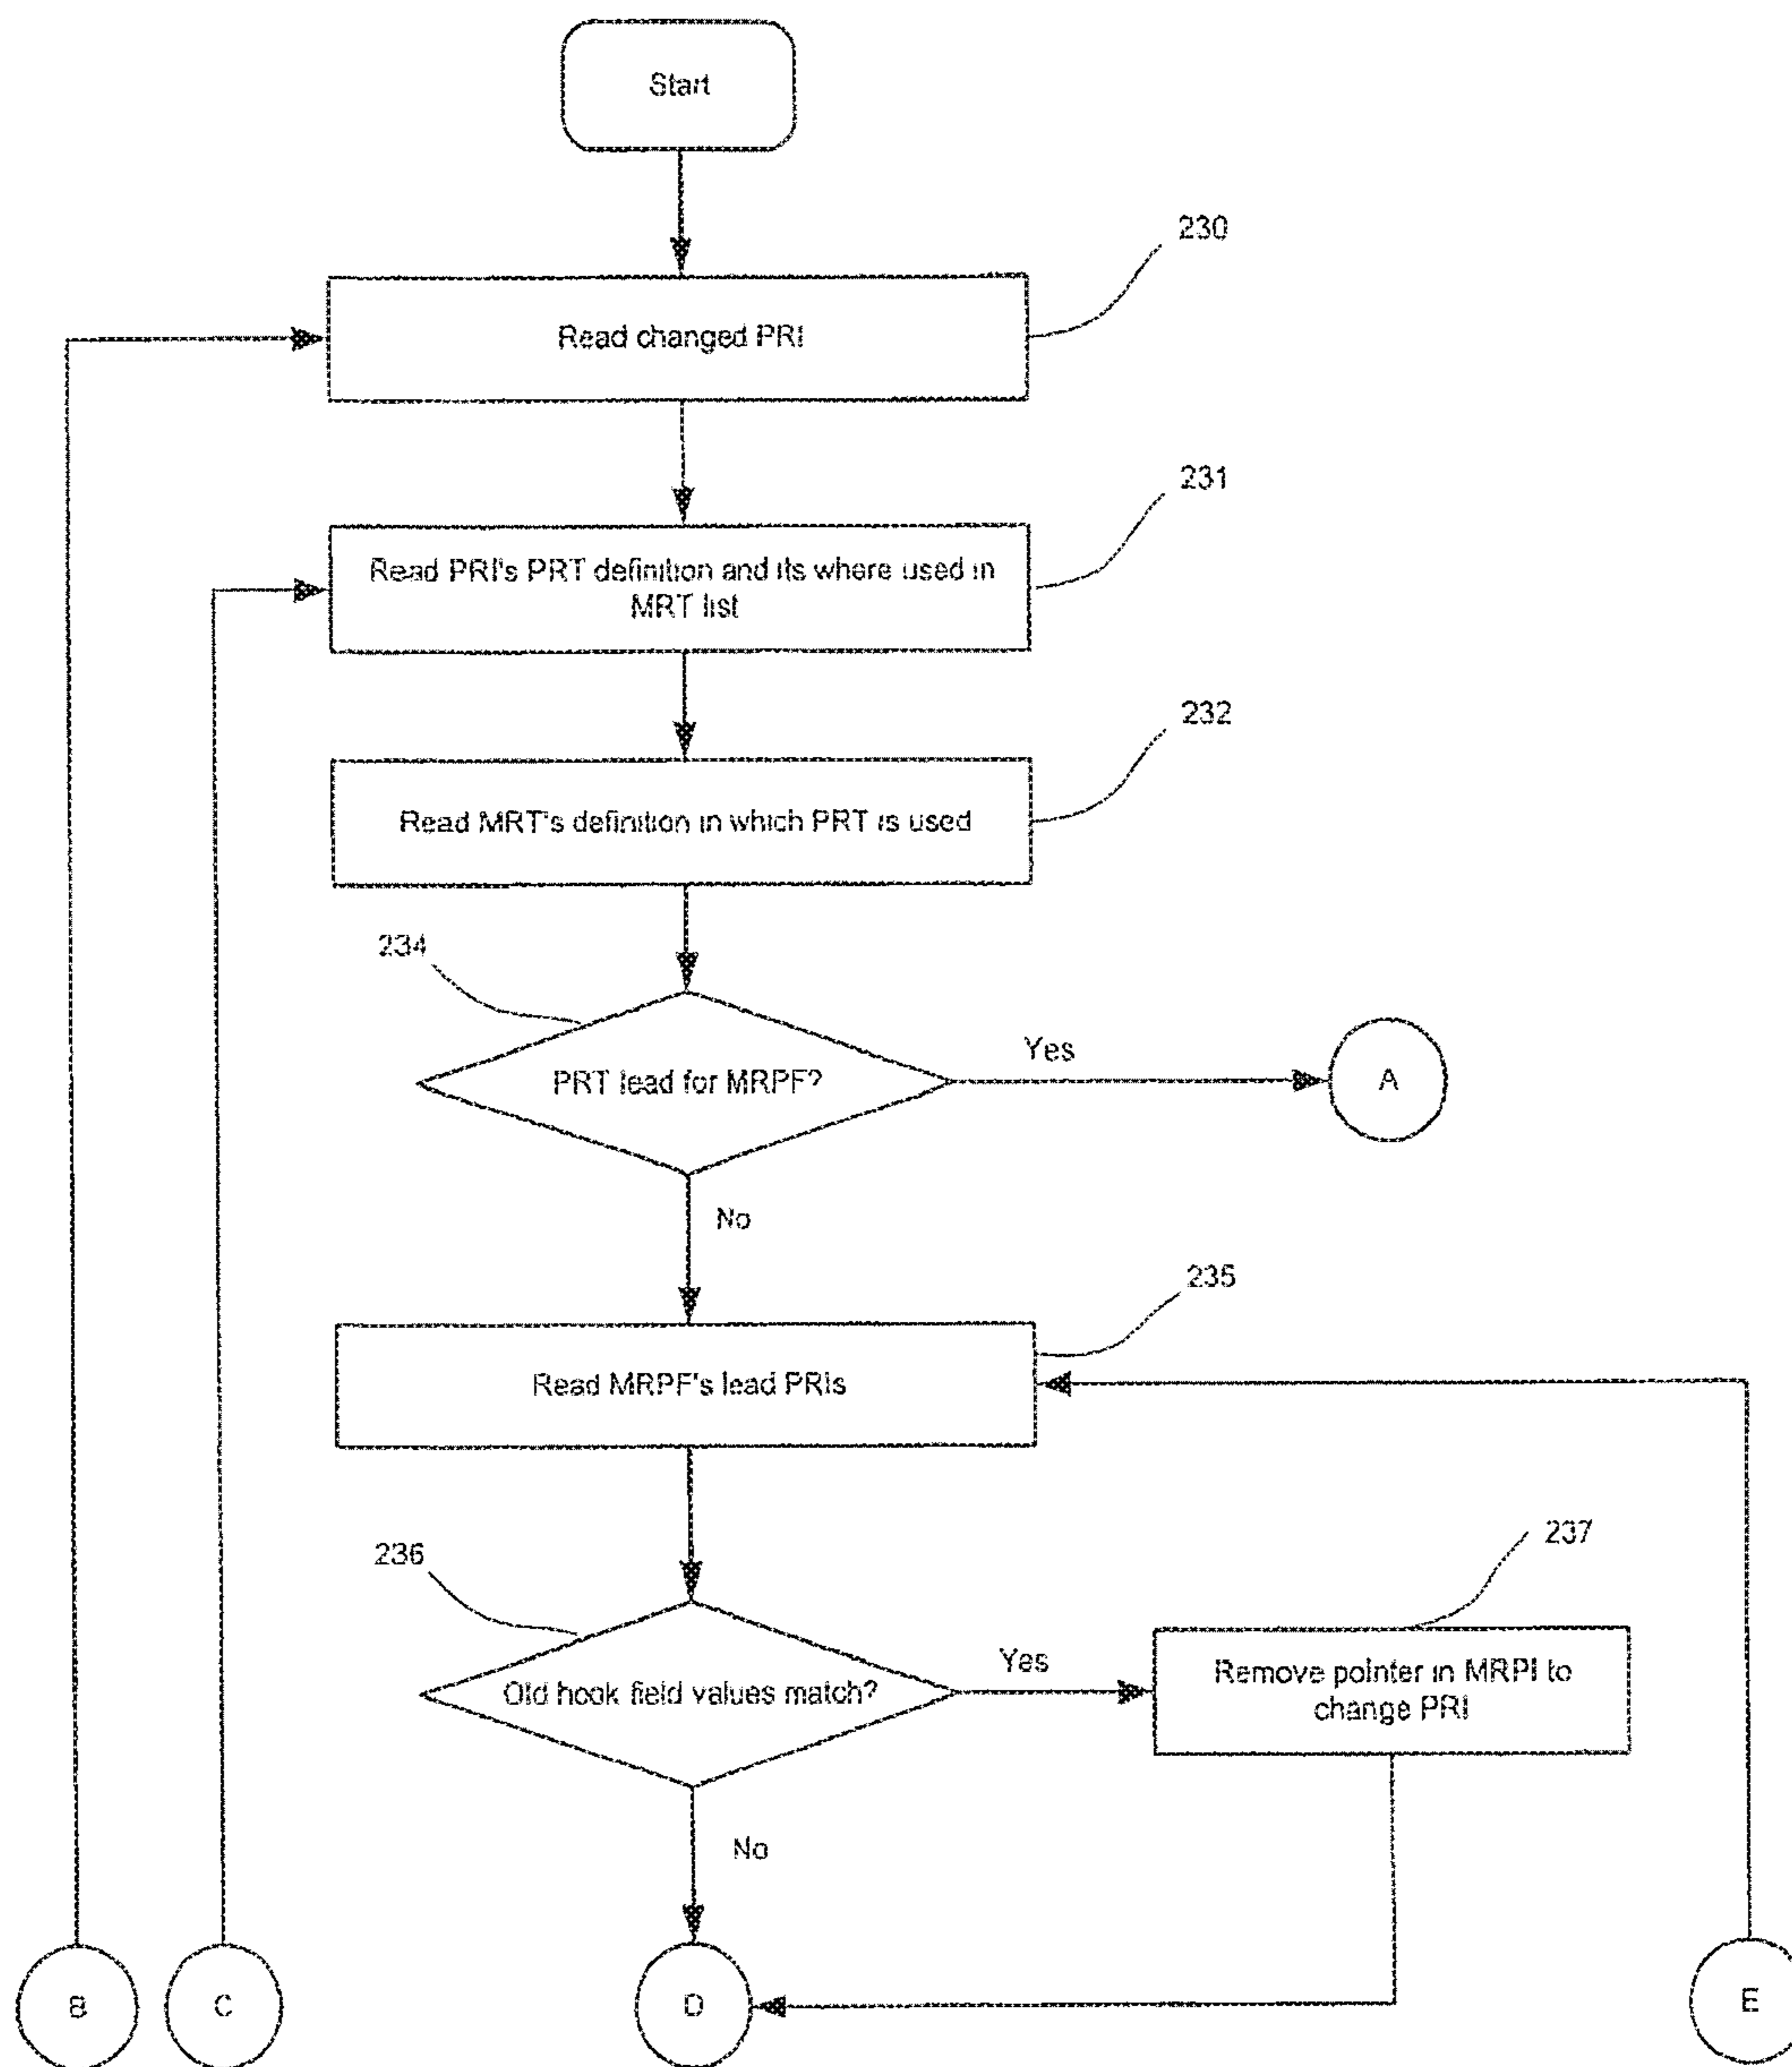 Start
230
Read changed PRI
231
Read PRI's PRT definition and its where used in
MRT list
232
Read MRT's definition in which PRT is used
234
PRT lead for MRPF?
Yes
A
No
235
Read MRPF's lead PRIs
236
237
Old hook field values match?
Yes
Remove pointer in MRPI to
change PRI
No
B
C
D
E